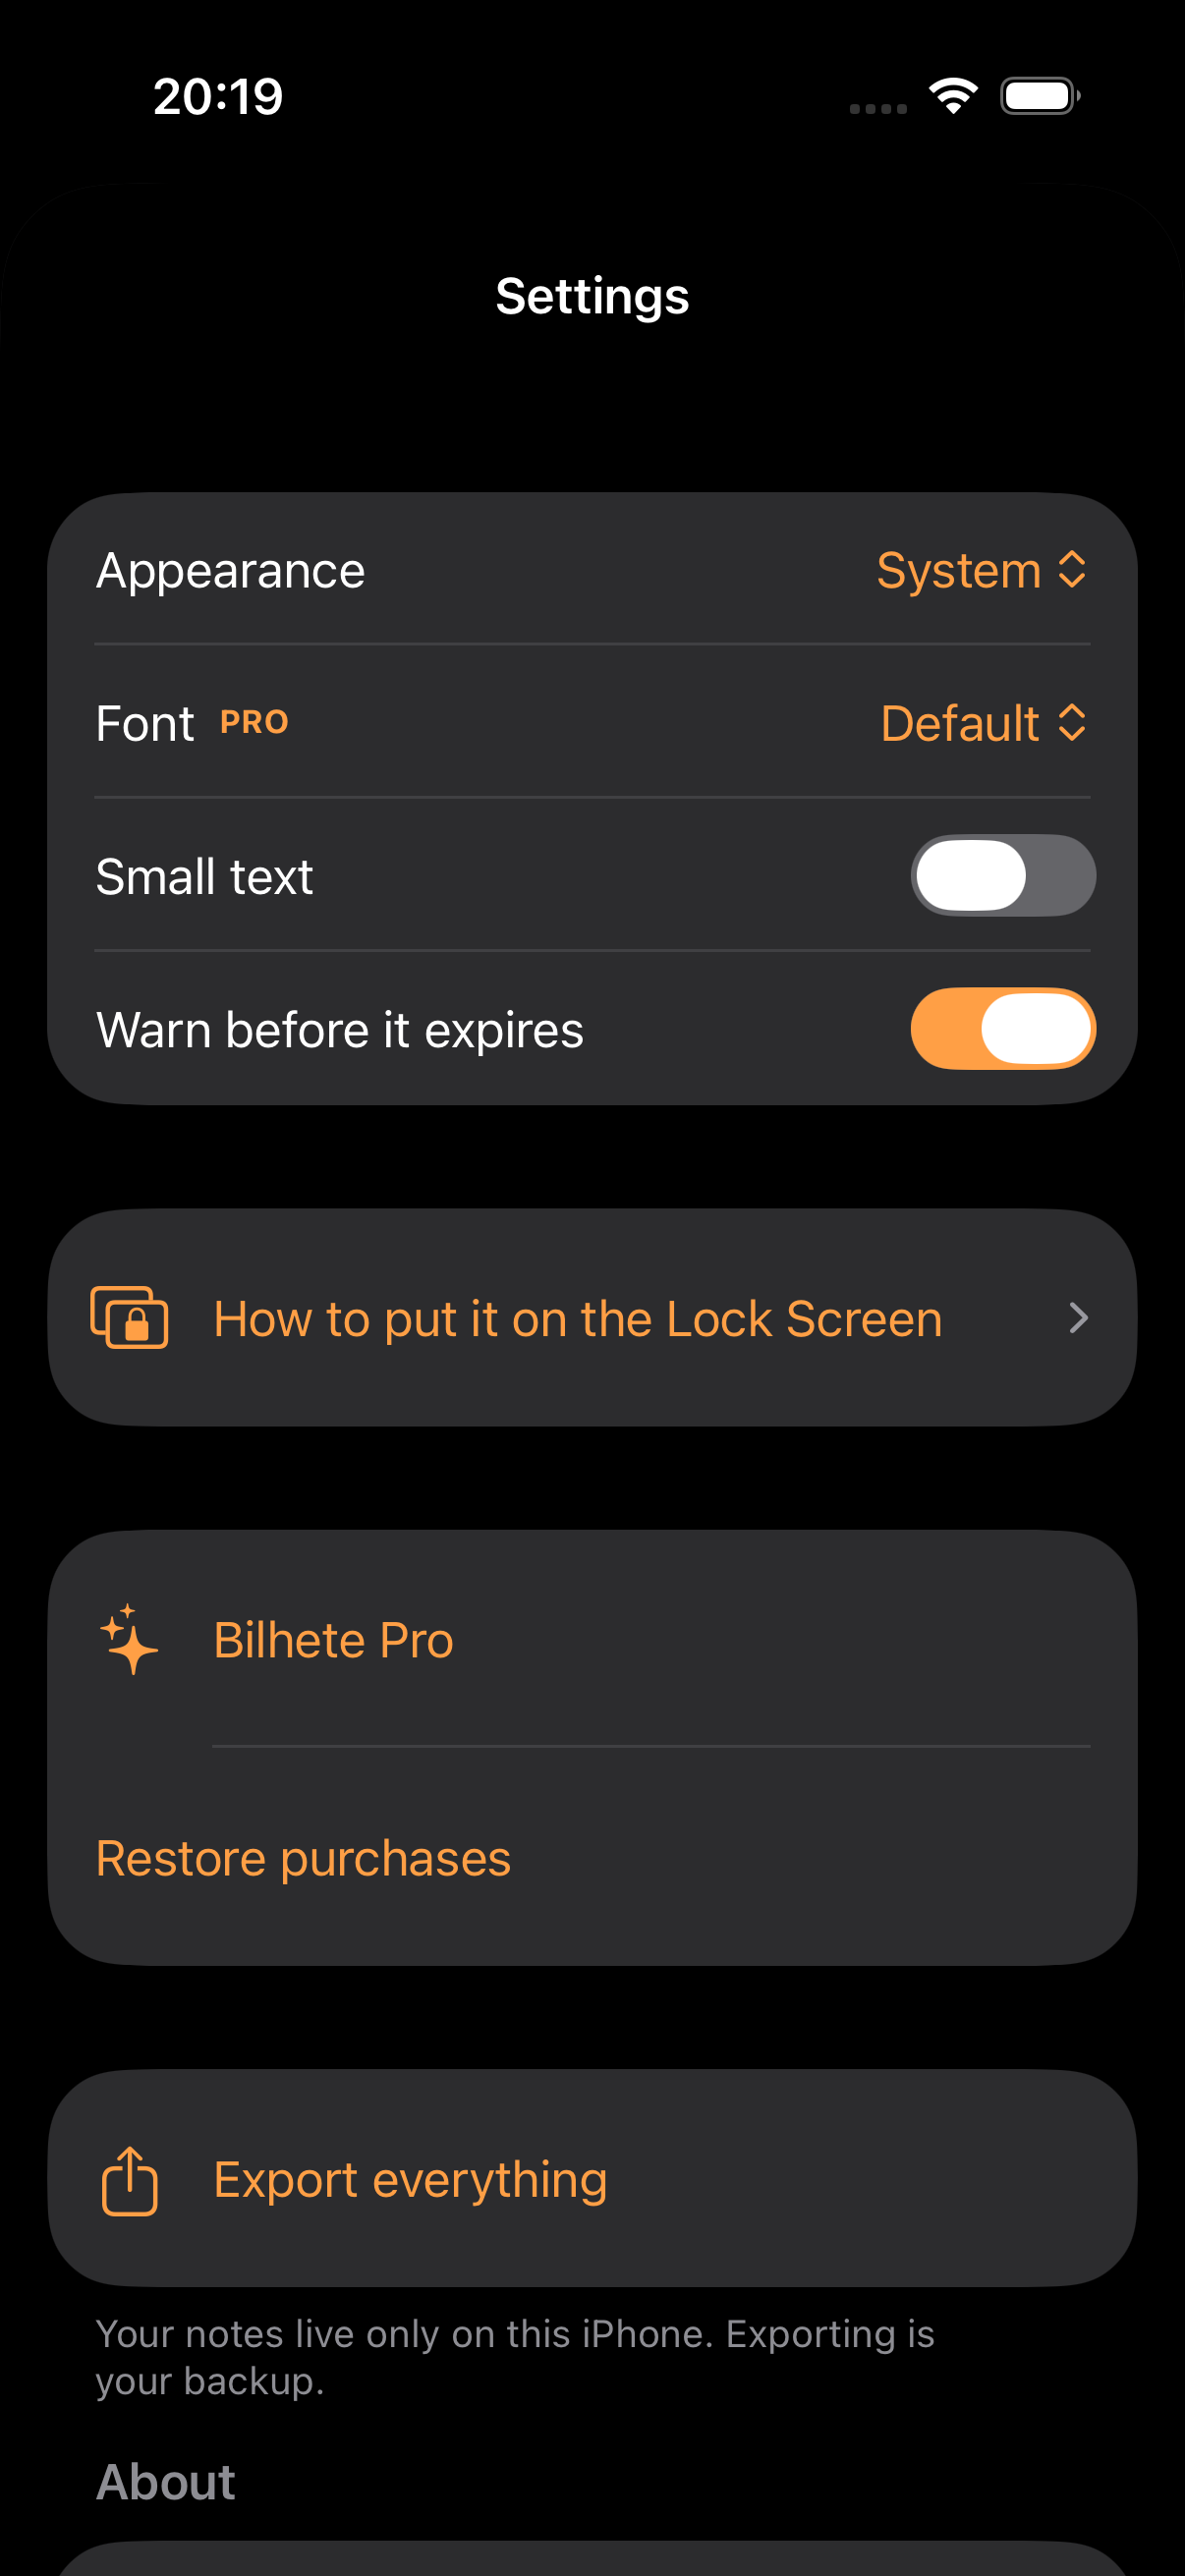 20:19
Settings
Appearance
System
Font PRO
Default
Small text
Warn before it expires
How to put it on the Lock Screen
Bilhete Pro
Restore purchases
Export everything
Your notes live only on this iPhone. Exporting is
your backup.
About